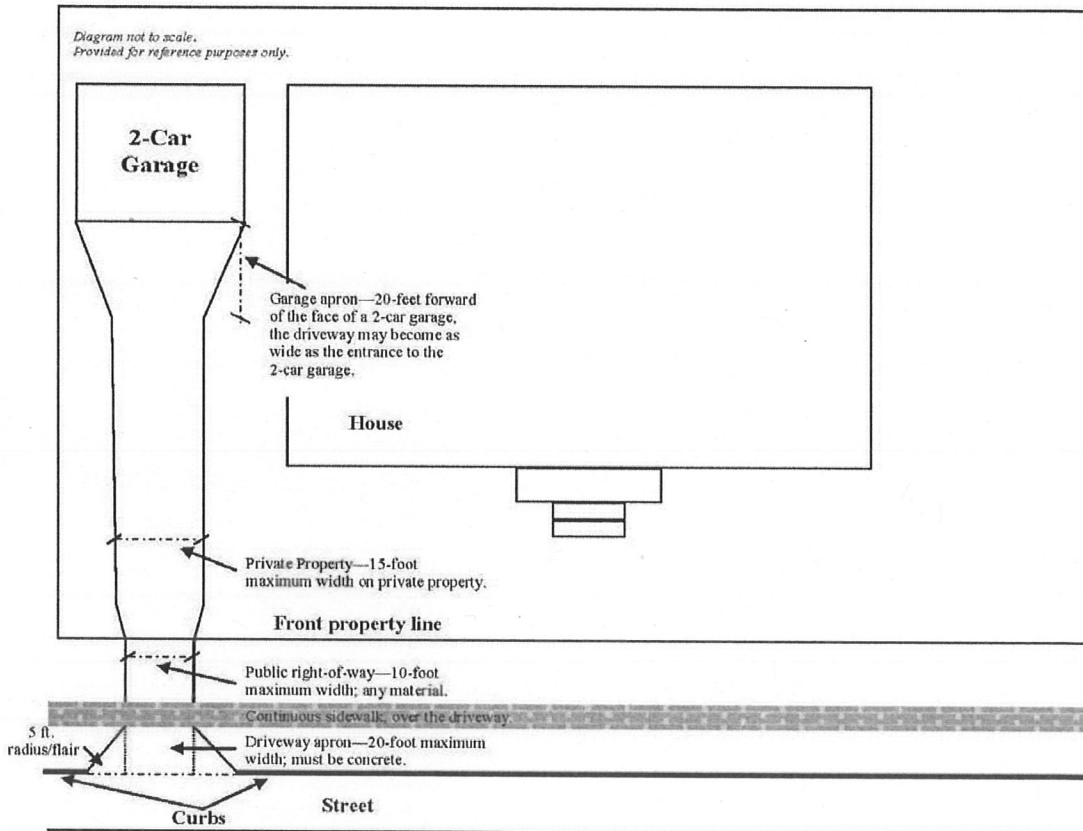 Diagram not to scale.
Provided for reference purposes only.
2-Car
Garage
Garage apron—20-feet forward
of the face of a 2-car garage,
the driveway may become as
wide as the entrance to the
2-car garage.
House
Private Property—15-foot
maximum width on private property.
Front property line
Public right-of-way—10-foot
maximum width; any material.
Continuous sidewalk, over the driveway.
5 ft.
radius/flair
Driveway apron—20-foot maximum
width; must be concrete.
Curbs
Street